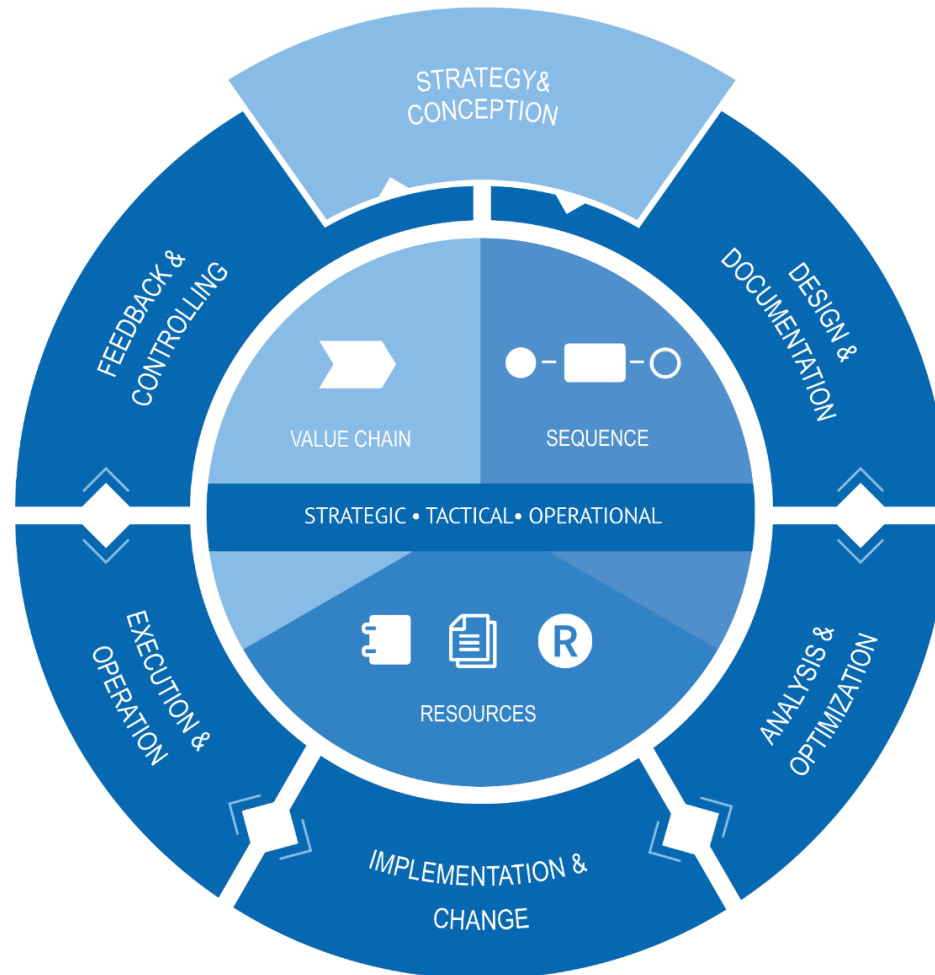 STRATEGY&
CONCEPTION
DESIGN &
DOCUMENTATION
ANALYSIS &
OPTIMIZATION
IMPLEMENTATION &
CHANGE
EXECUTION &
OPERATION
FEEDBACK &
CONTROLLING
VALUE CHAIN
SEQUENCE
STRATEGIC • TACTICAL• OPERATIONAL
R
RESOURCES